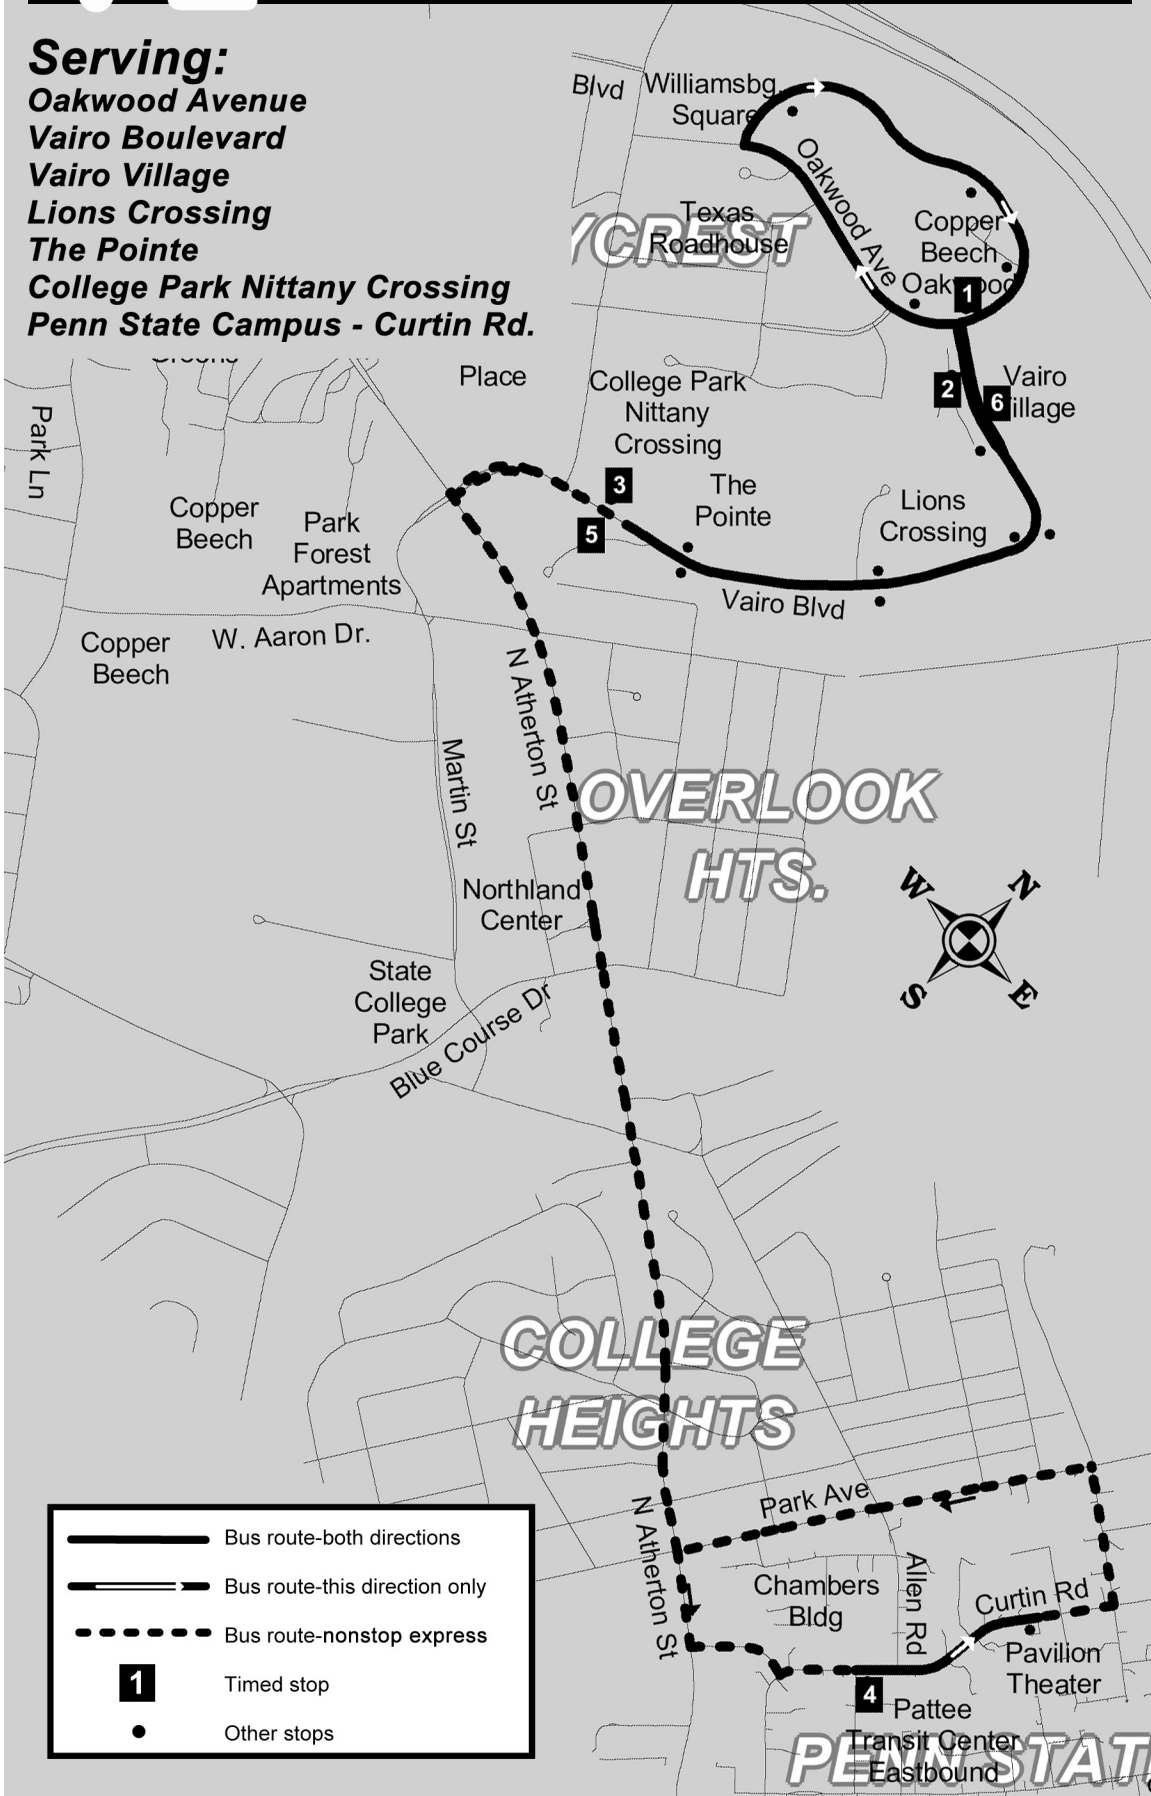 Serving:
Oakwood Avenue
Vairo Boulevard
Vairo Village
Lions Crossing
The Pointe
College Park Nittany Crossing
Penn State Campus - Curtin Rd.
Blvd
Williamsbg.
Square
Oakwood Ave
Texas
Roadhouse
YCREST
Copper
Beech
Oakwood
1
2
6
Vairo
Village
Place
College Park
Nittany
Crossing
3
5
The
Pointe
Lions
Crossing
Vairo Blvd
Park Ln
Copper
Beech
Park
Forest
Apartments
Copper
Beech
W. Aaron Dr.
N Atherton St
Martin St
OVERLOOK
HTS.
Northland
Center
State
College
Park
Blue Course Dr
W
N
S
E
COLLEGE
HEIGHTS
N Atherton St
Park Ave
Chambers
Bldg
Allen Rd
Curtin Rd
Pavilion
Theater
4
Pattee
Transit Center
Eastbound
PENN STAT
Bus route-both directions
Bus route-this direction only
Bus route-nonstop express
1
Timed stop
Other stops